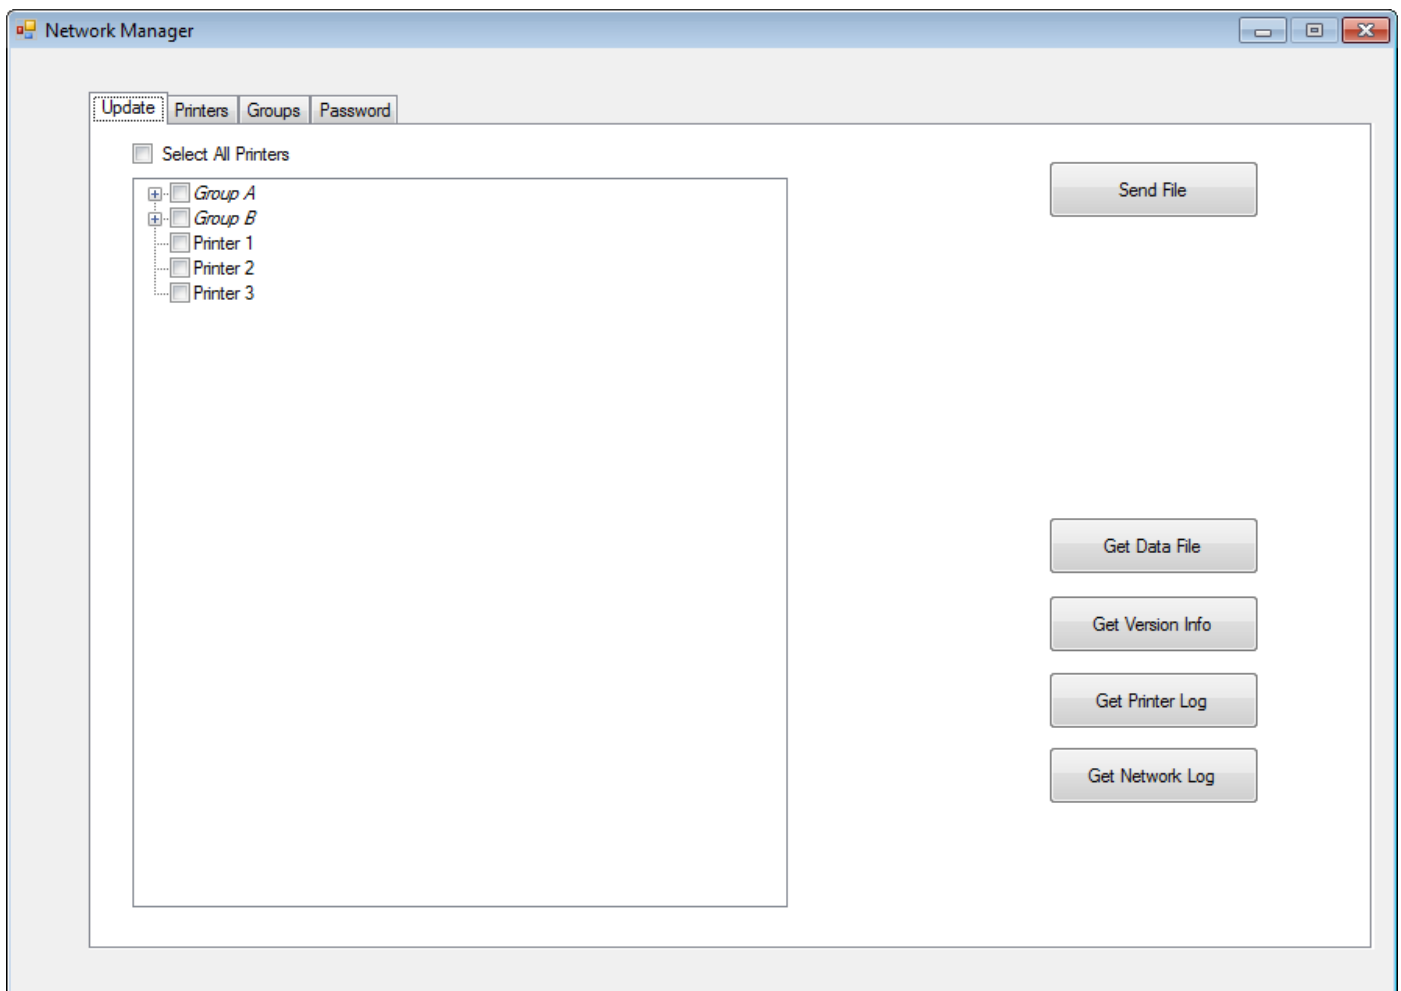 Network Manager
Update Printers Groups Password
Select All Printers
Group A
Group B
Printer 1
Printer 2
Printer 3
Send File
Get Data File
Get Version Info
Get Printer Log
Get Network Log